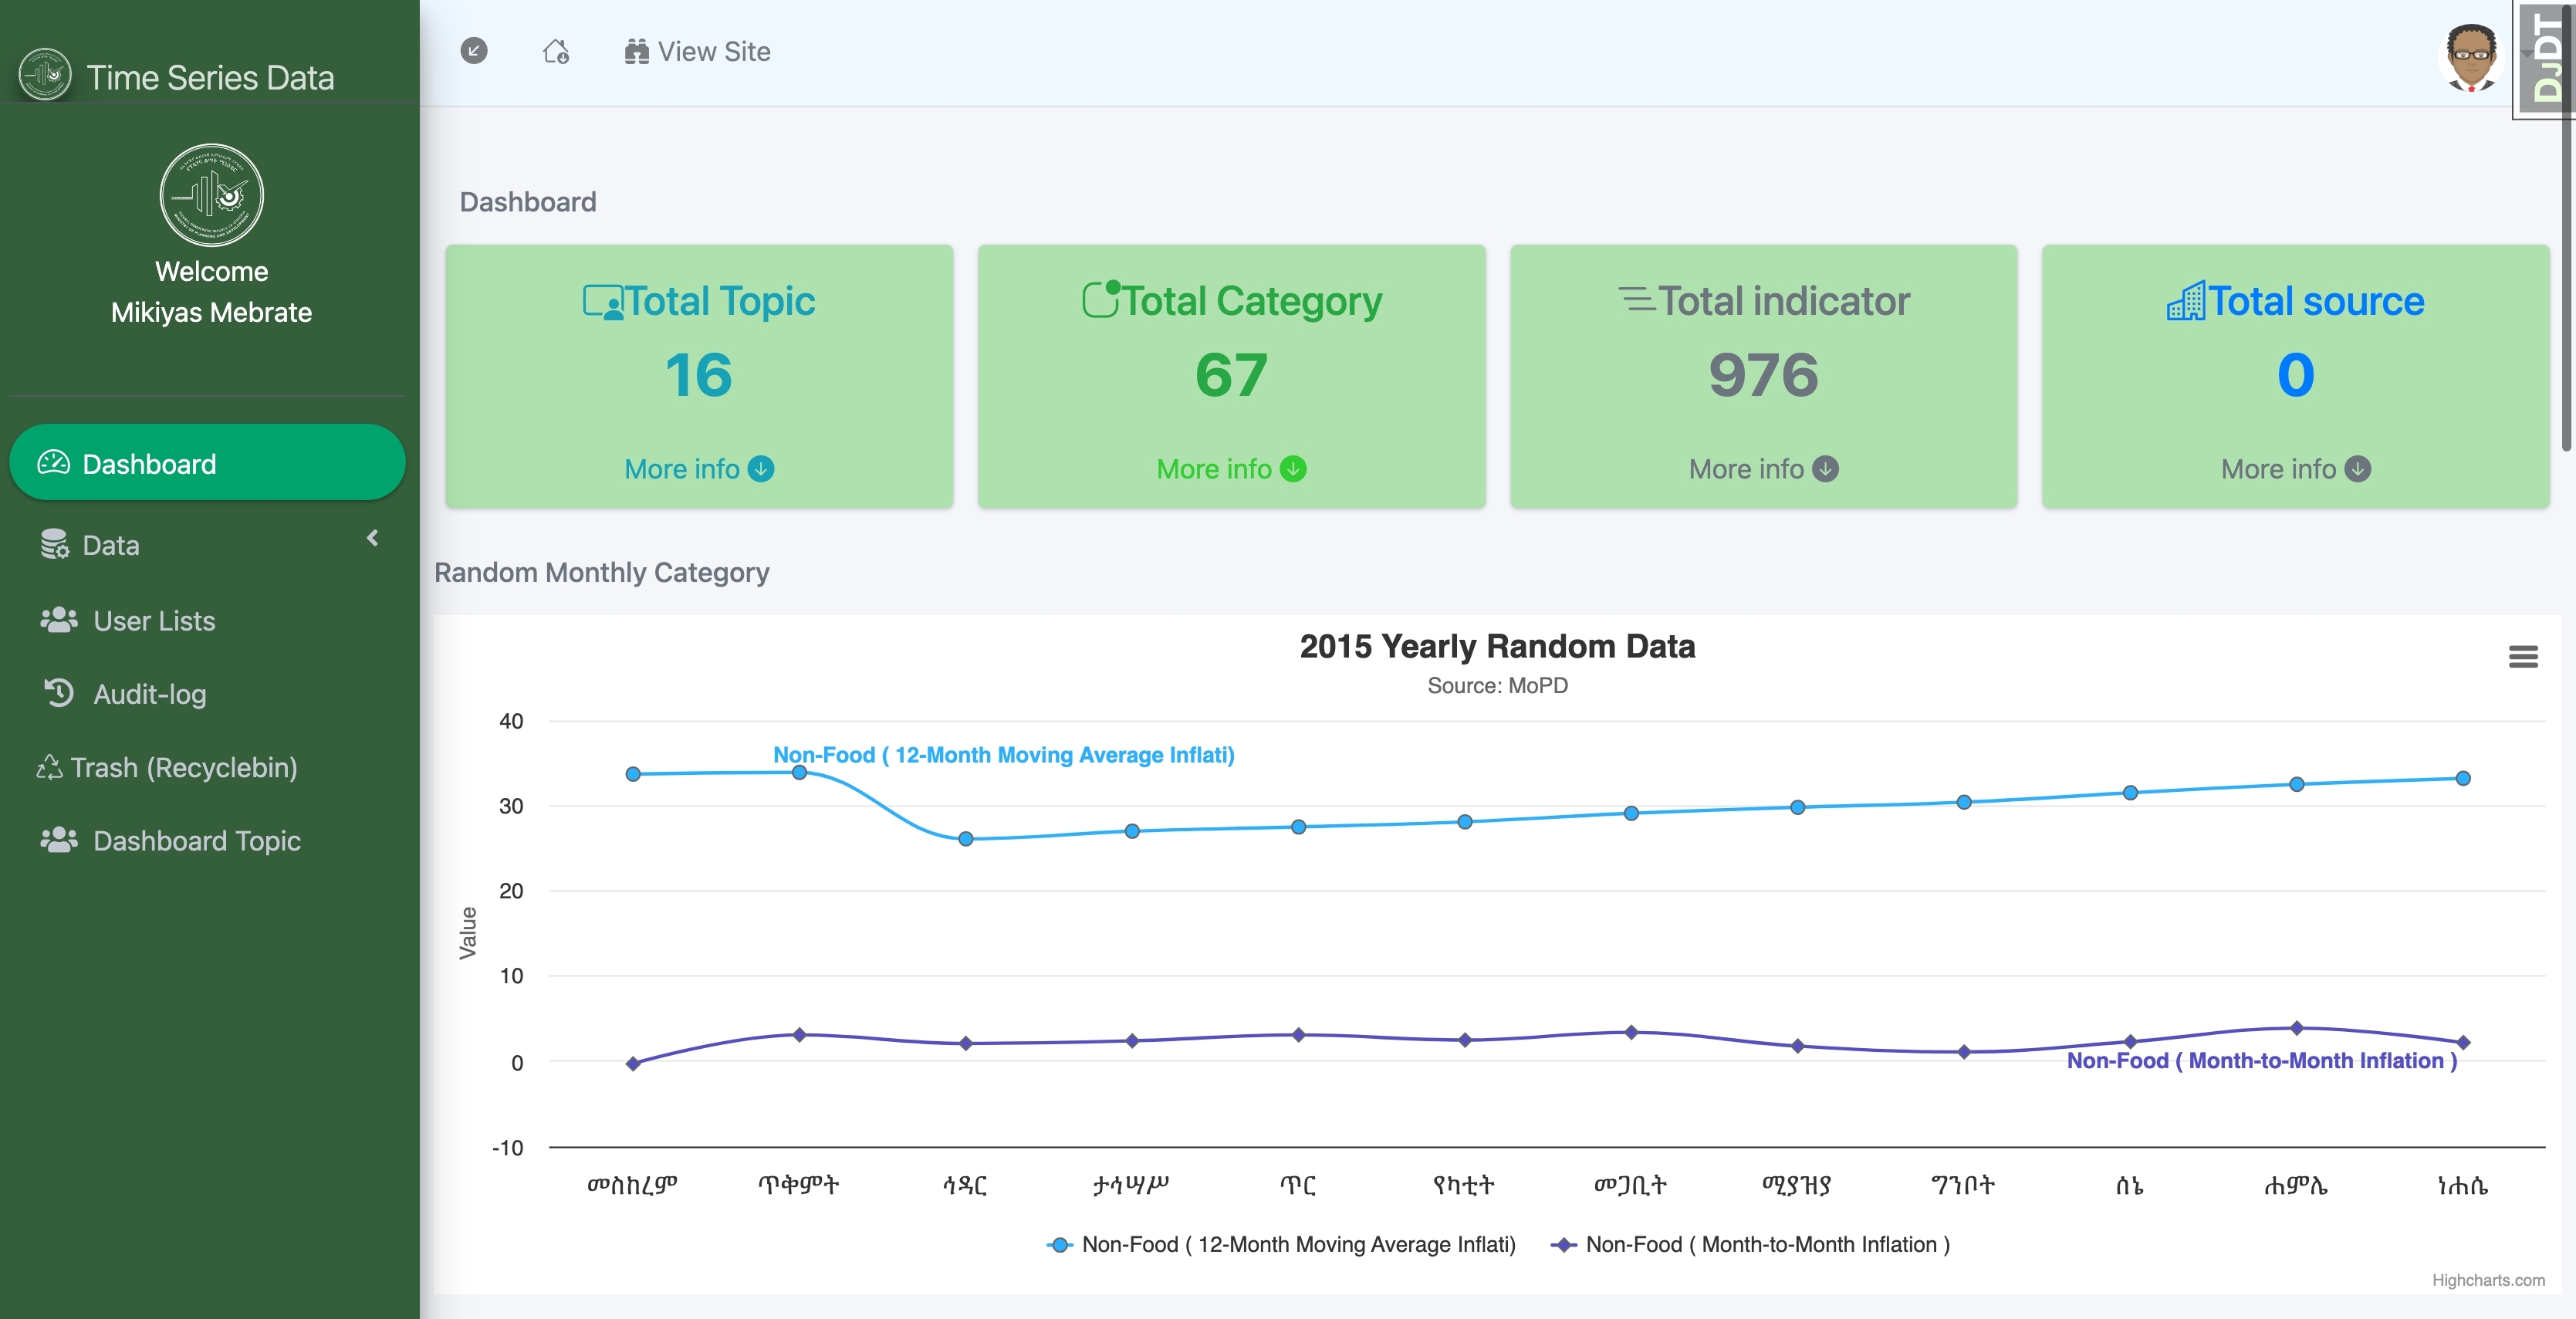 Time Series Data
Welcome
Mikiyas Mebrate
Dashboard
Data
User Lists
Audit-log
Trash (Recyclebin)
Dashboard Topic
View Site
DJDT
Dashboard
Total Topic
16
More info
Total Category
67
More info
Total indicator
976
More info
Total source
0
More info
Random Monthly Category
2015 Yearly Random Data
Source: MoPD
Value
40
30
20
10
0
-10
Non-Food ( 12-Month Moving Average Inflati)
Non-Food ( Month-to-Month Inflation )
መስከረም
ጥቅምት
ኅዳር
ታኅሣሥ
ጥር
የካቲት
መጋቢት
ሚያዝያ
ግንቦት
ሰኔ
ሐምሌ
ነሐሴ
Non-Food ( 12-Month Moving Average Inflati)
Non-Food ( Month-to-Month Inflation )
Highcharts.com